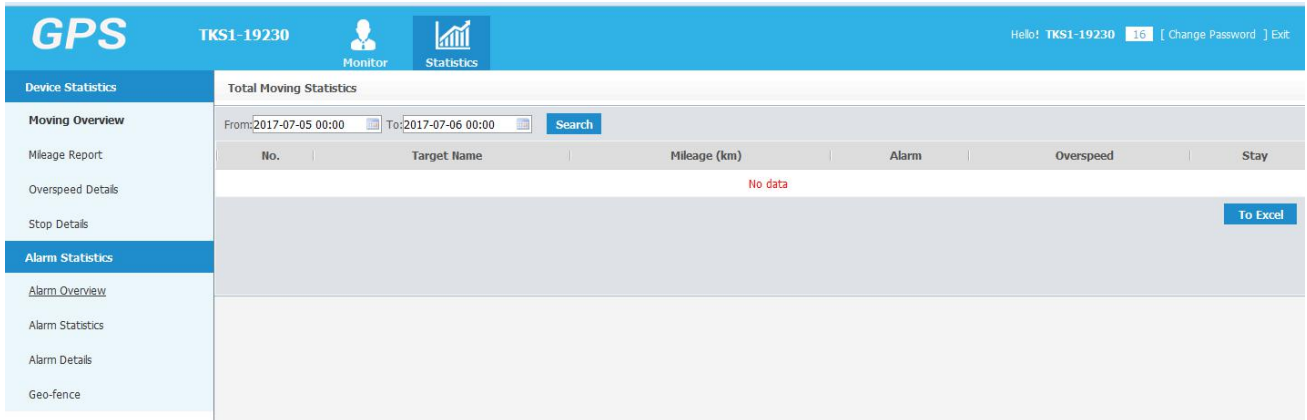 GPS
TKS1-19230
Monitor
Statistics
Hello! TKS1-19230 16 [ Change Password ] Exit
Device Statistics
Moving Overview
Mileage Report
Overspeed Details
Stop Details
Alarm Statistics
Alarm Overview
Alarm Statistics
Alarm Details
Geo-fence
Total Moving Statistics
From:2017-07-05 00:00 To:2017-07-06 00:00 Search
No. Target Name Mileage (km) Alarm Overspeed Stay
No data
To Excel